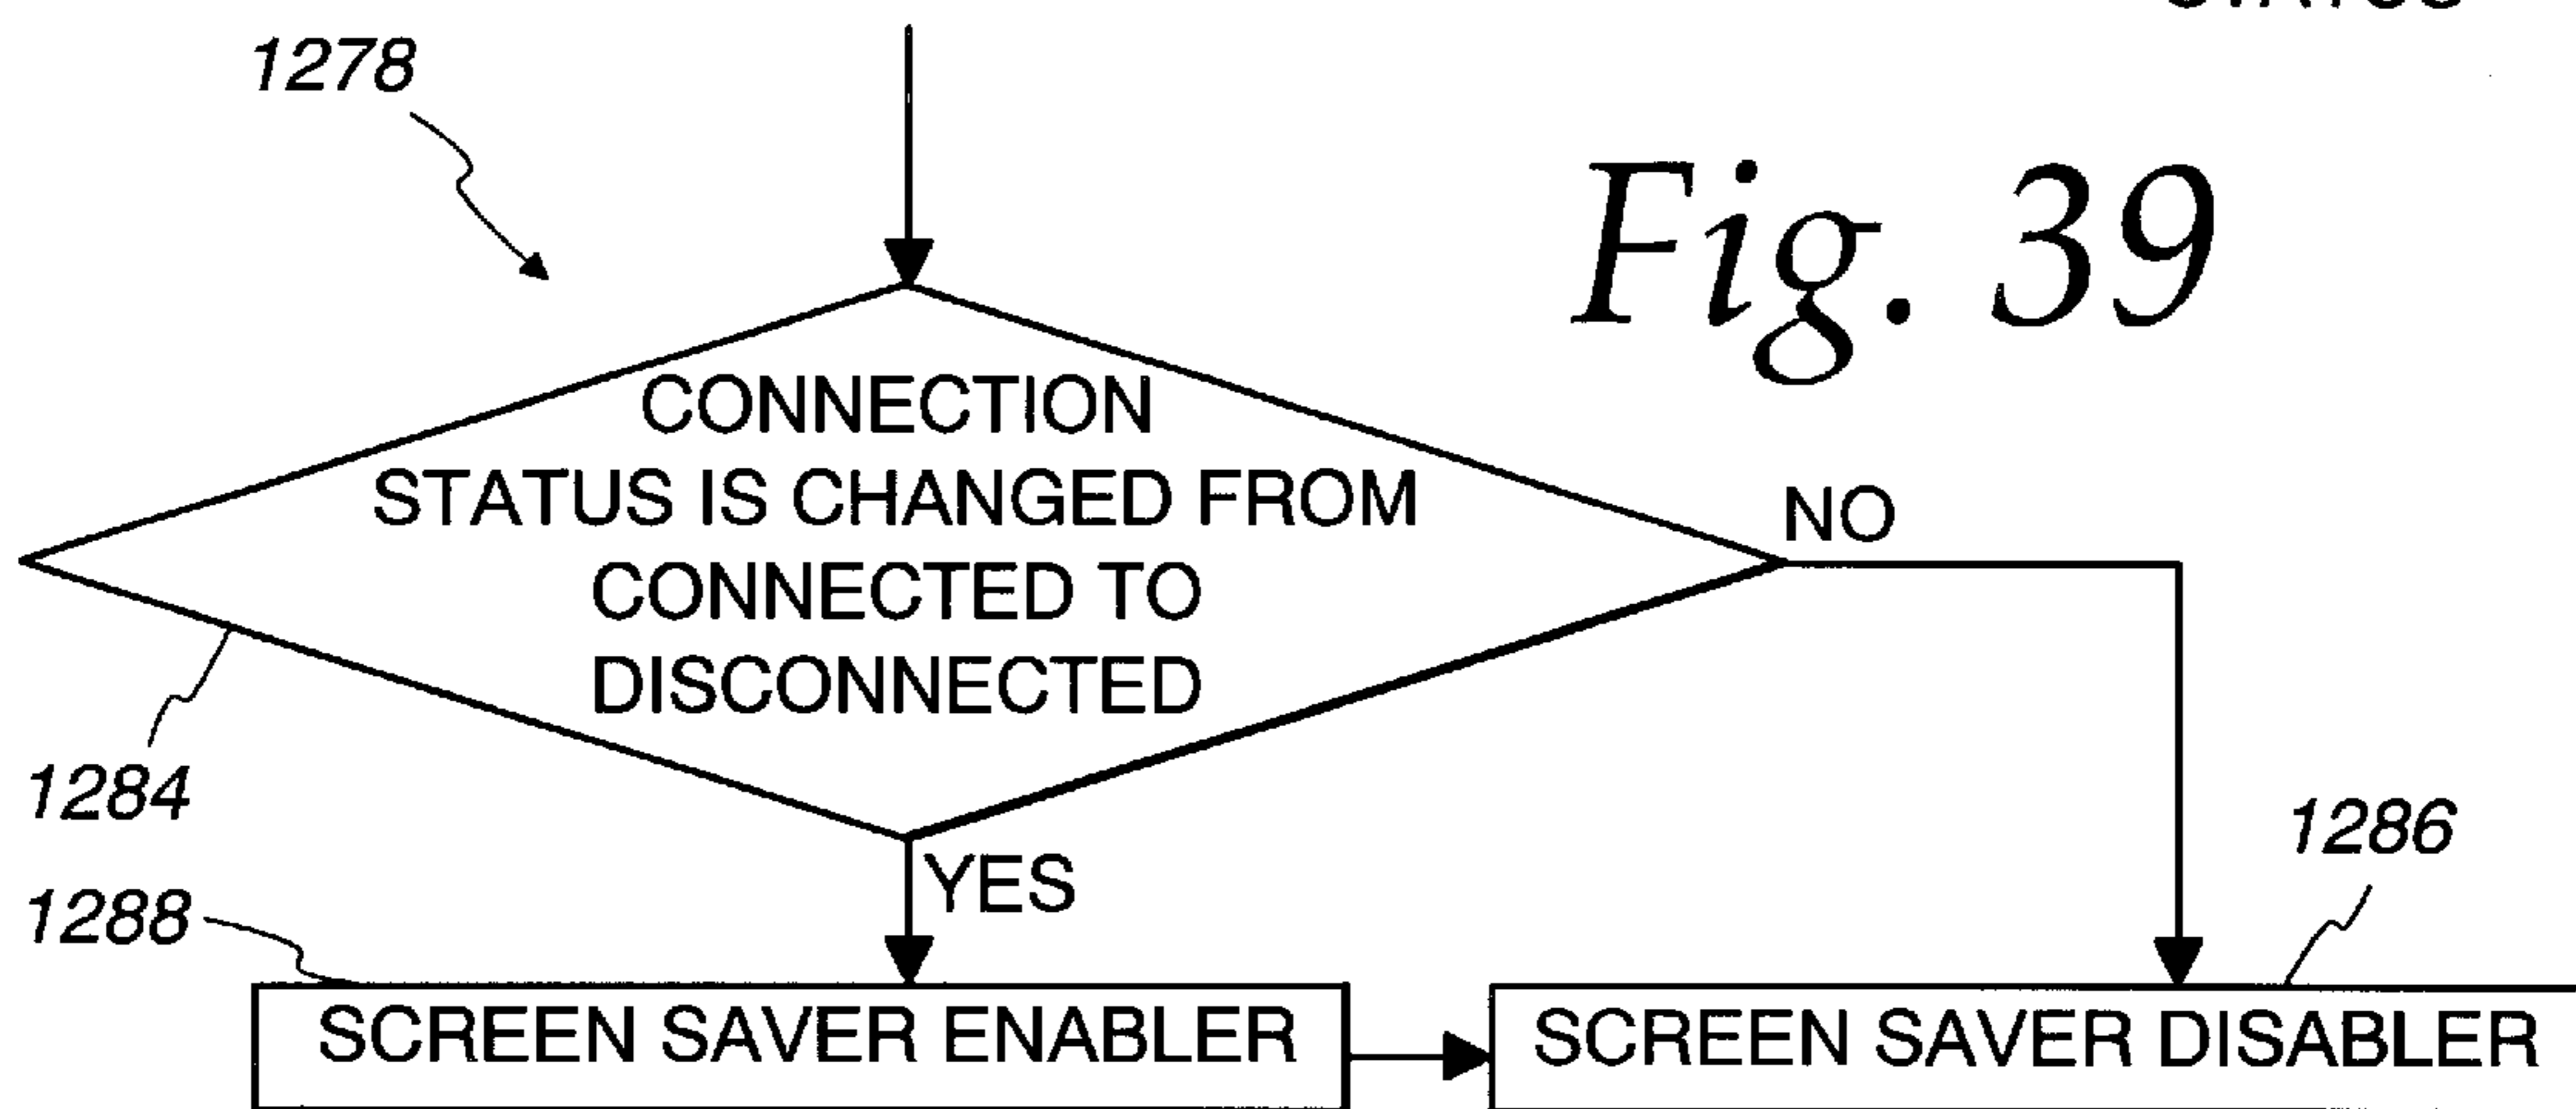 1278
Fig. 39
CONNECTION
STATUS IS CHANGED FROM
CONNECTED TO
DISCONNECTED
NO
1284
YES
1286
1288
SCREEN SAVER ENABLER
SCREEN SAVER DISABLER